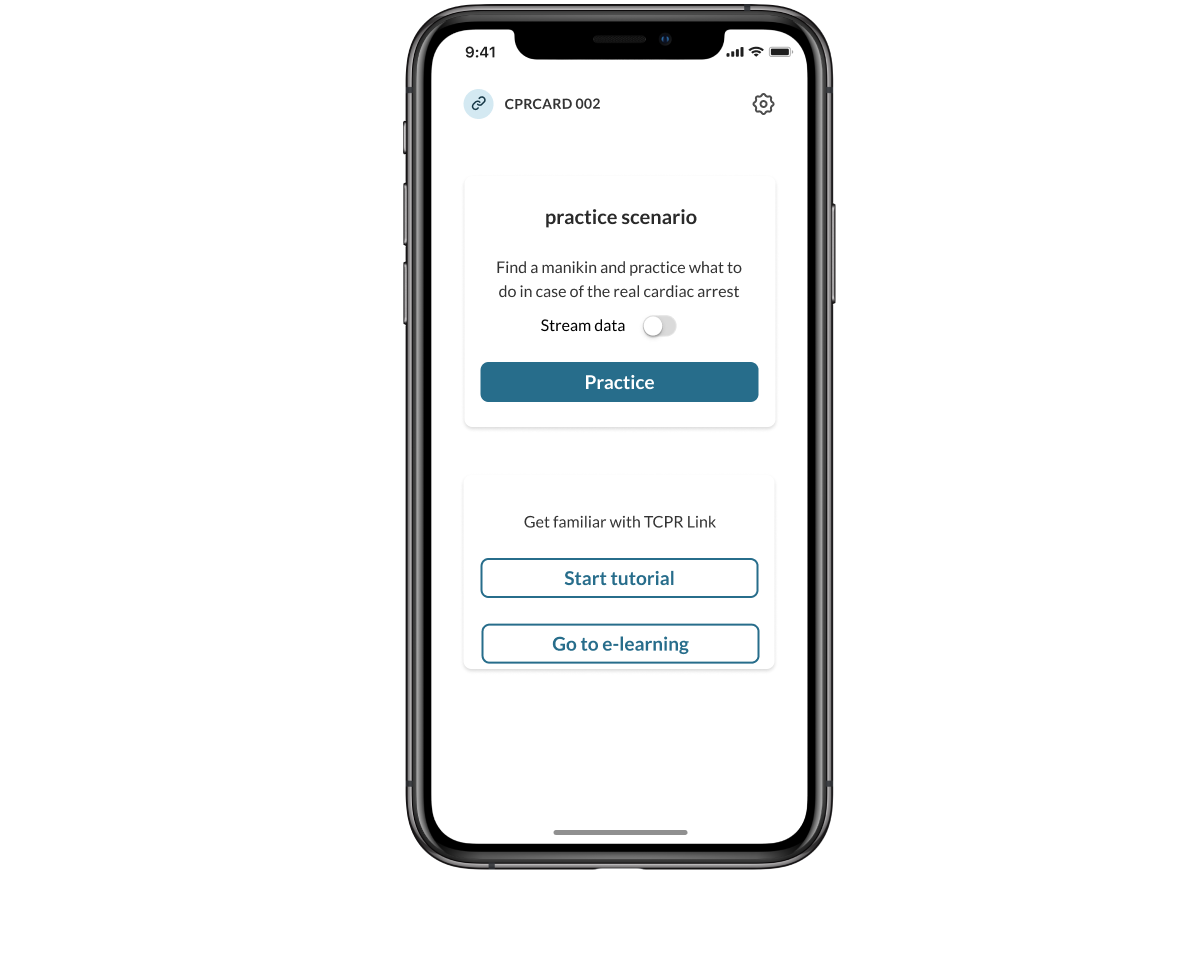 9:41
CPRCARD 002
practice scenario
Find a manikin and practice what to
do in case of the real cardiac arrest
Stream data
Practice
Get familiar with TCPR Link
Start tutorial
Go to e-learning